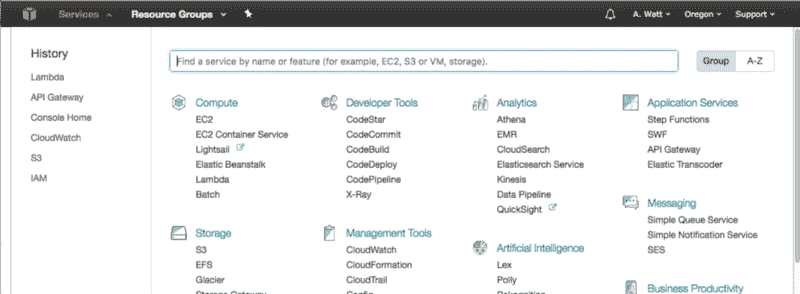 Services Resource Groups A. Watt Oregon Support
History
Lambda
API Gateway
Console Home
CloudWatch
S3
IAM
Find a service by name or feature (for example, EC2, S3 or VM, storage).
Group A-Z
Compute
EC2
EC2 Container Service
Lightsail
Elastic Beanstalk
Lambda
Batch
Storage
S3
EFS
Glacier
Storage Gateway
Developer Tools
CodeStar
CodeCommit
CodeBuild
CodeDeploy
CodePipeline
X-Ray
Management Tools
CloudWatch
CloudFormation
CloudTrail
Config
Analytics
Athena
EMR
CloudSearch
Elasticsearch Service
Kinesis
Data Pipeline
QuickSight
Artificial Intelligence
Lex
Polly
Rekognition
Application Services
Step Functions
SWF
API Gateway
Elastic Transcoder
Messaging
Simple Queue Service
Simple Notification Service
SES
Business Productivity